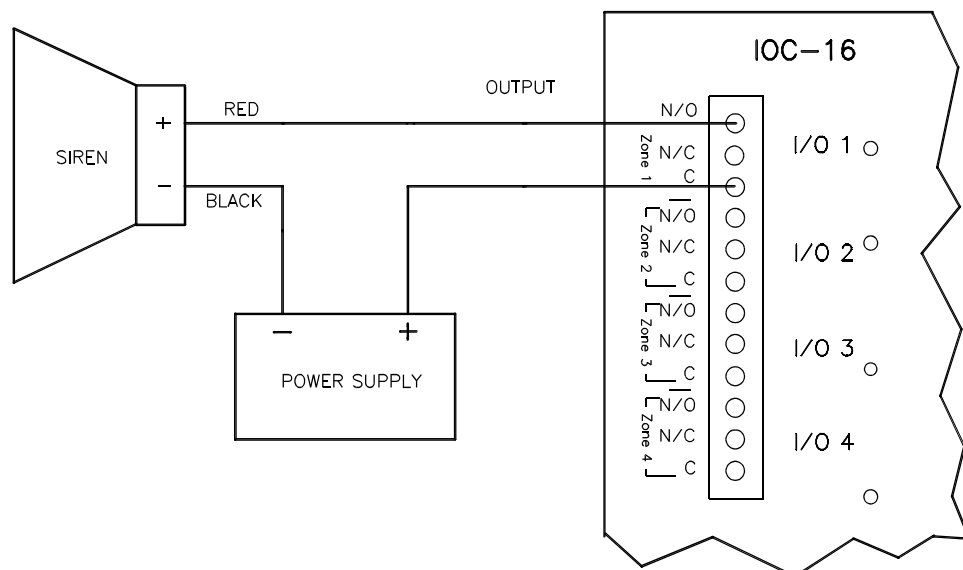 IOC-16
OUTPUT
RED
+
SIREN
-
BLACK
- +
POWER SUPPLY
N/O
N/C
C
Zone 1
I/O 1
N/O
N/C
C
Zone 2
I/O 2
N/O
N/C
C
Zone 3
I/O 3
N/O
N/C
C
Zone 4
I/O 4